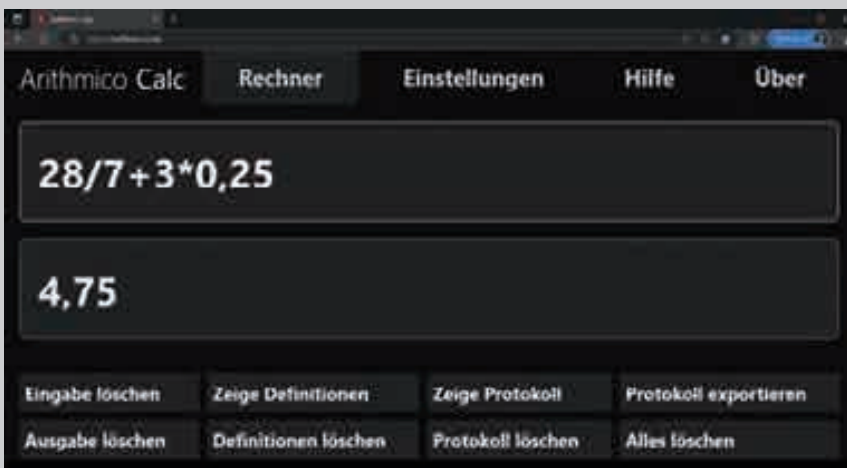 Arithmico Calc Rechner Einstellungen Hilfe Über
28/7+3*0,25
4,75
Eingabe löschen Zeige Definitionen Zeige Protokoll Protokoll exportieren
Ausgabe löschen Definitionen löschen Protokoll löschen Alles löschen